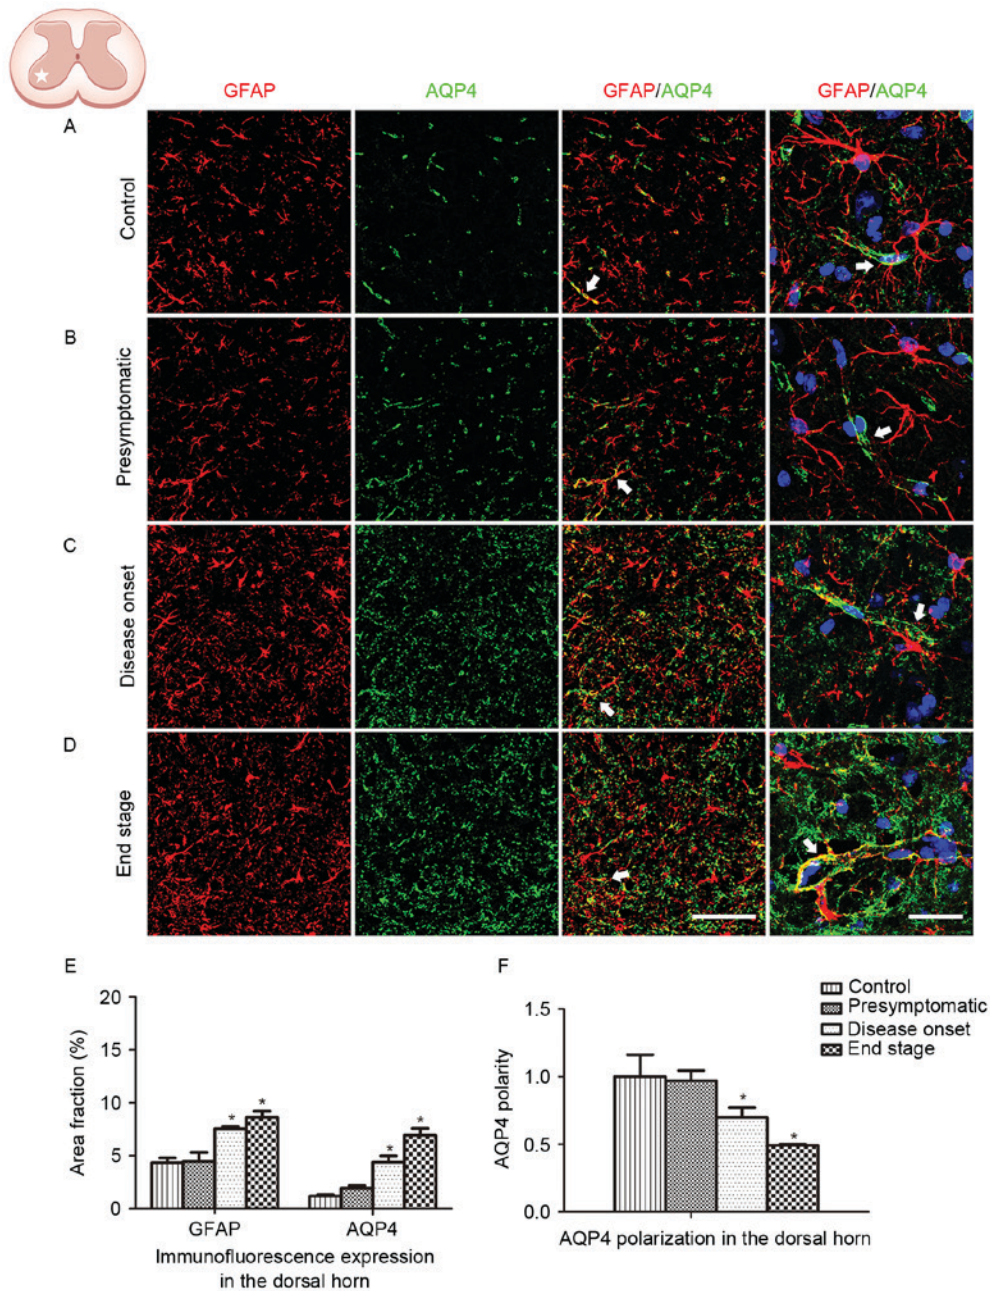 GFAP
AQP4
GFAP/AQP4
GFAP/AQP4
A
Control
B
Presymptomatic
C
Disease onset
D
End stage
E
20
15
10
5
0
Area fraction (%)
*
*
*
*
GFAP
AQP4
Immunofluorescence expression
in the dorsal horn
F
Control
Presymptomatic
Disease onset
End stage
1.5
1.0
0.5
0.0
AQP4 polarity
*
*
AQP4 polarization in the dorsal horn